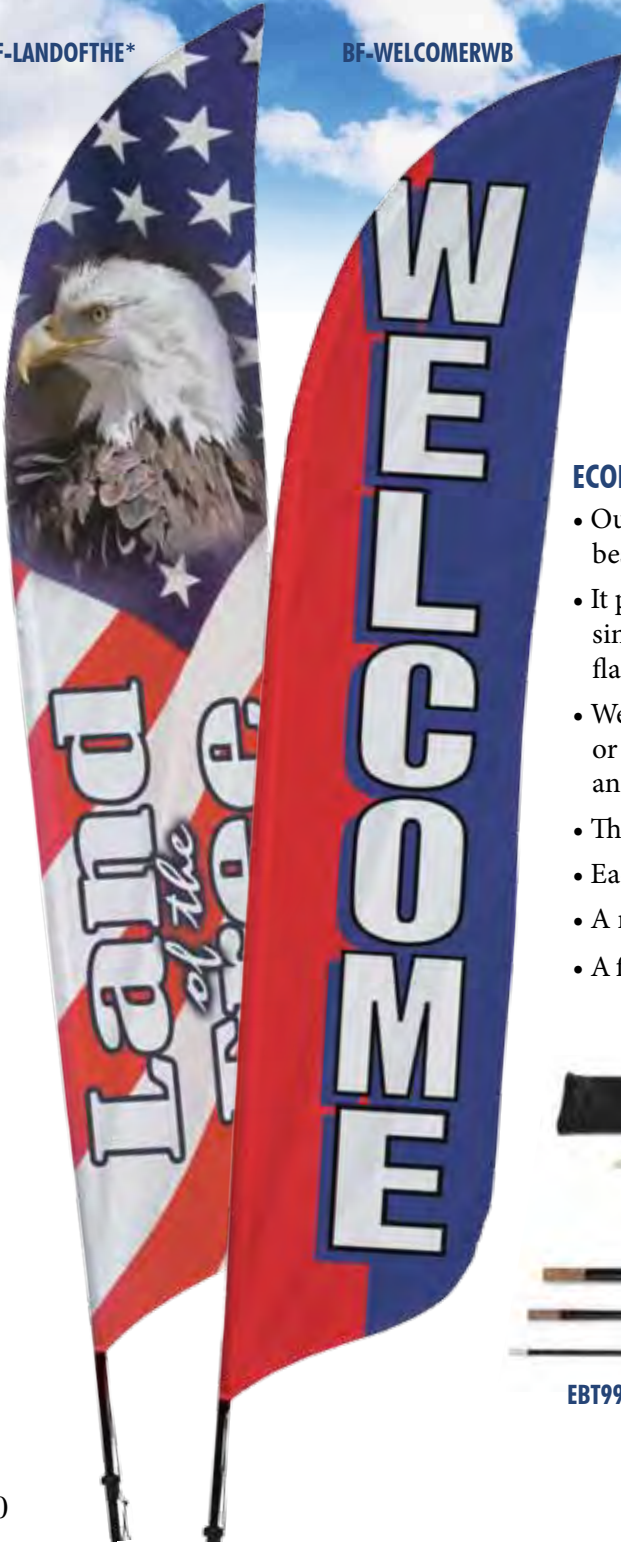 F-LANDOFTHE*
BF-WELCOMERWB
Land
of the
WELCOME
• Ou
be
• It p
sin
fla
• We
or
an
• Th
• Ea
• A
• A f
EBT99
0